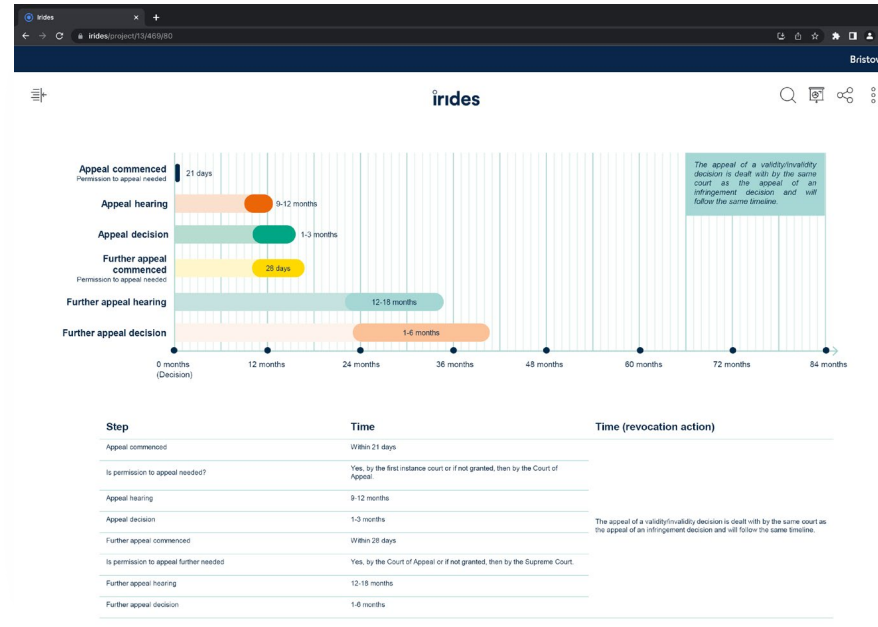 Irides
irides/project/13/469/80
irides
Appeal commenced
Permission to appeal needed
21 days
Appeal hearing
9-12 months
Appeal decision
1-3 months
Further appeal
commenced
Permission to appeal needed
28 days
Further appeal hearing
12-18 months
Further appeal decision
1-6 months
The appeal of a validity/invalidity
decision is dealt with by the same
court as the appeal of an
infringement decision and will
follow the same timeline.
0 months
(Decision)
12 months
24 months
36 months
48 months
60 months
72 months
84 months
Step Time Time (revocation action)
Appeal commenced Within 21 days
Is permission to appeal needed? Yes, by the first instance court or if not granted, then by the Court of
Appeal.
Appeal hearing 9-12 months
Appeal decision 1-3 months
The appeal of a validity/invalidity decision is dealt with by the same court as
the appeal of an infringement decision and will follow the same timeline.
Further appeal commenced Within 28 days
Is permission to appeal further needed Yes, by the Court of Appeal or if not granted, then by the Supreme Court.
Further appeal hearing 12-18 months
Further appeal decision 1-6 months